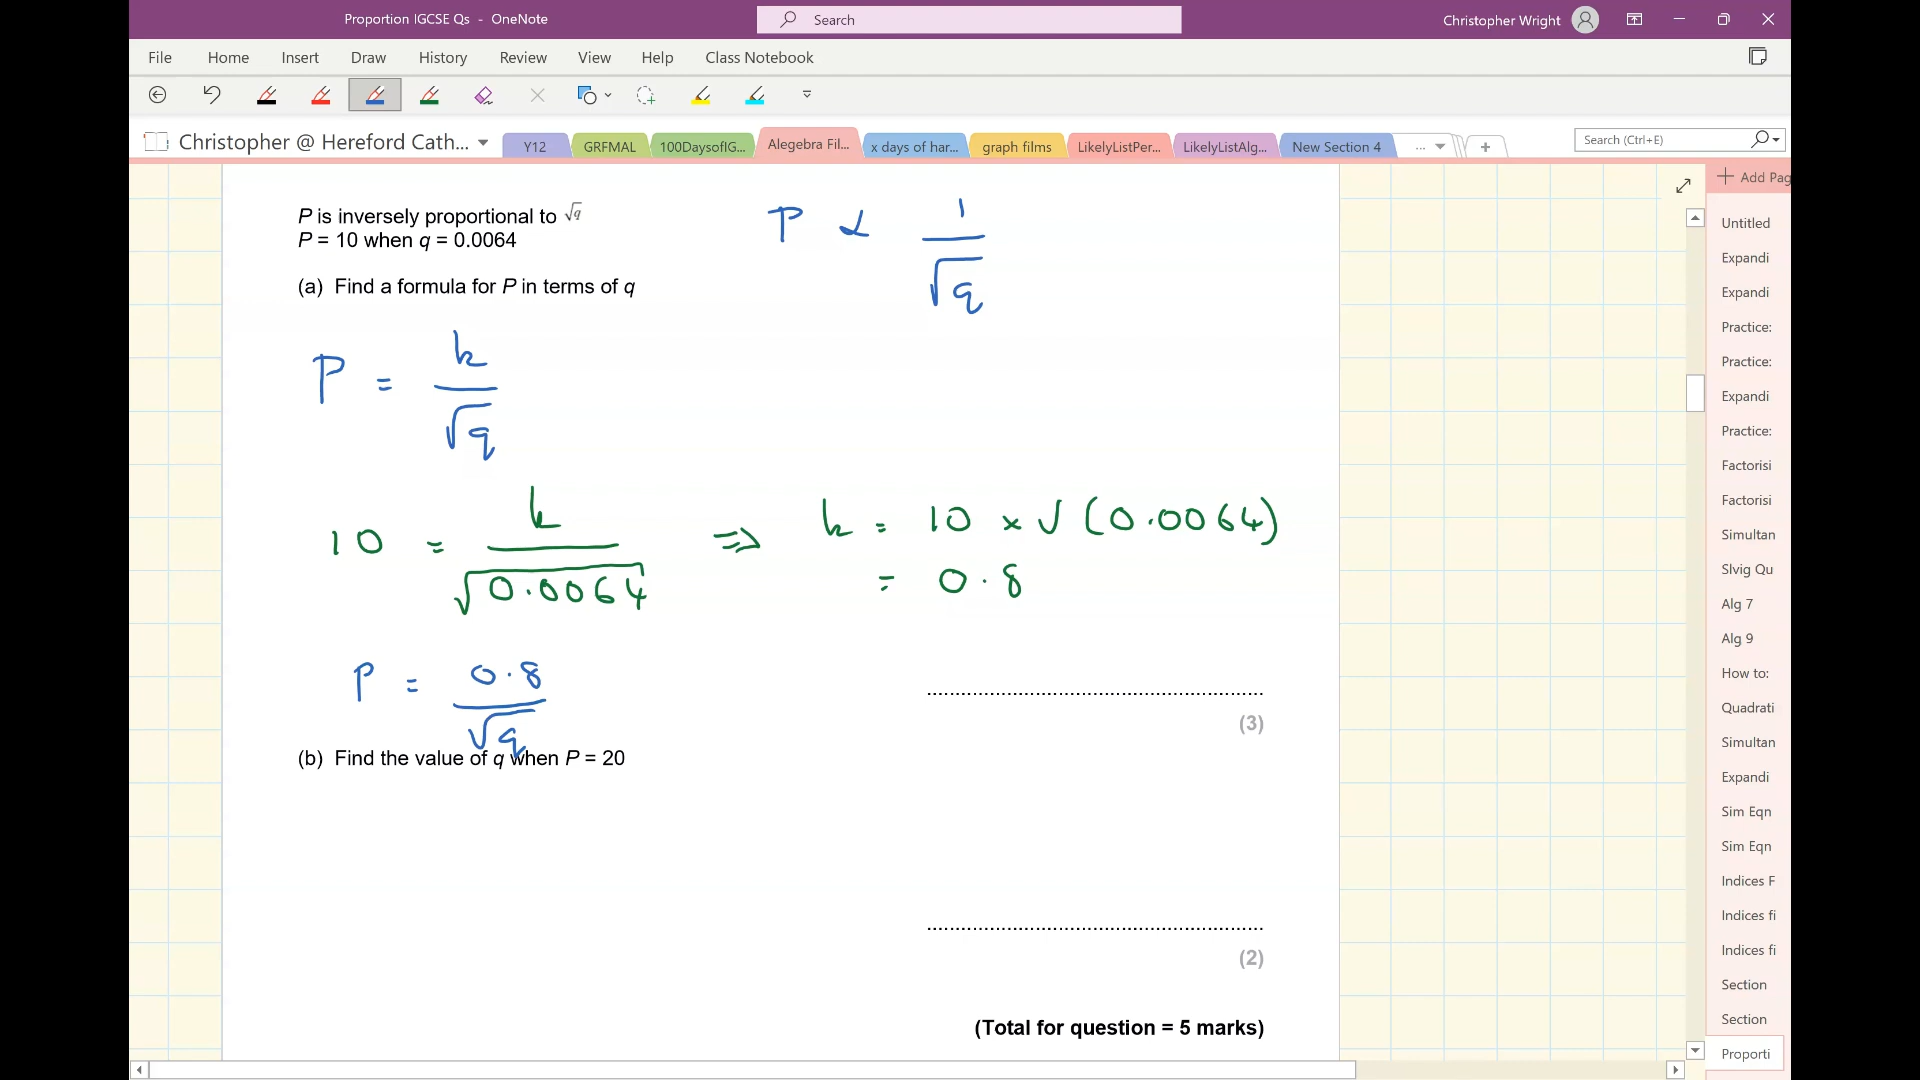 Proportion IGCSE Qs - OneNote
Search
Christopher Wright
File Home Insert Draw History Review View Help Class Notebook
Christopher @ Hereford Cath...
Y12 GRFMAL 100DaysofIG... Alegebra Fil... x days of har... graph films LikelyListPer... LikelyListAlg... New Section 4 ... +
Search (Ctrl+E)
Add Pag
Untitled
Expandi
Expandi
Practice:
Practice:
Expandi
Practice:
Factorisi
Factorisi
Simultan
Slvig Qu
Alg 7
Alg 9
How to:
Quadrati
Simultan
Expandi
Sim Eqn
Sim Eqn
Indices F
Indices fi
Indices fi
Section
Section
Proporti
P is inversely proportional to √q
P = 10 when q = 0.0064
P ∝ 1/√q
(a) Find a formula for P in terms of q
P = k/√q
10 = k/√0.0064 ⇒ k = 10 × √(0.0064)
= 0.8
P = 0.8/√q
(3)
(b) Find the value of q when P = 20
(2)
(Total for question = 5 marks)